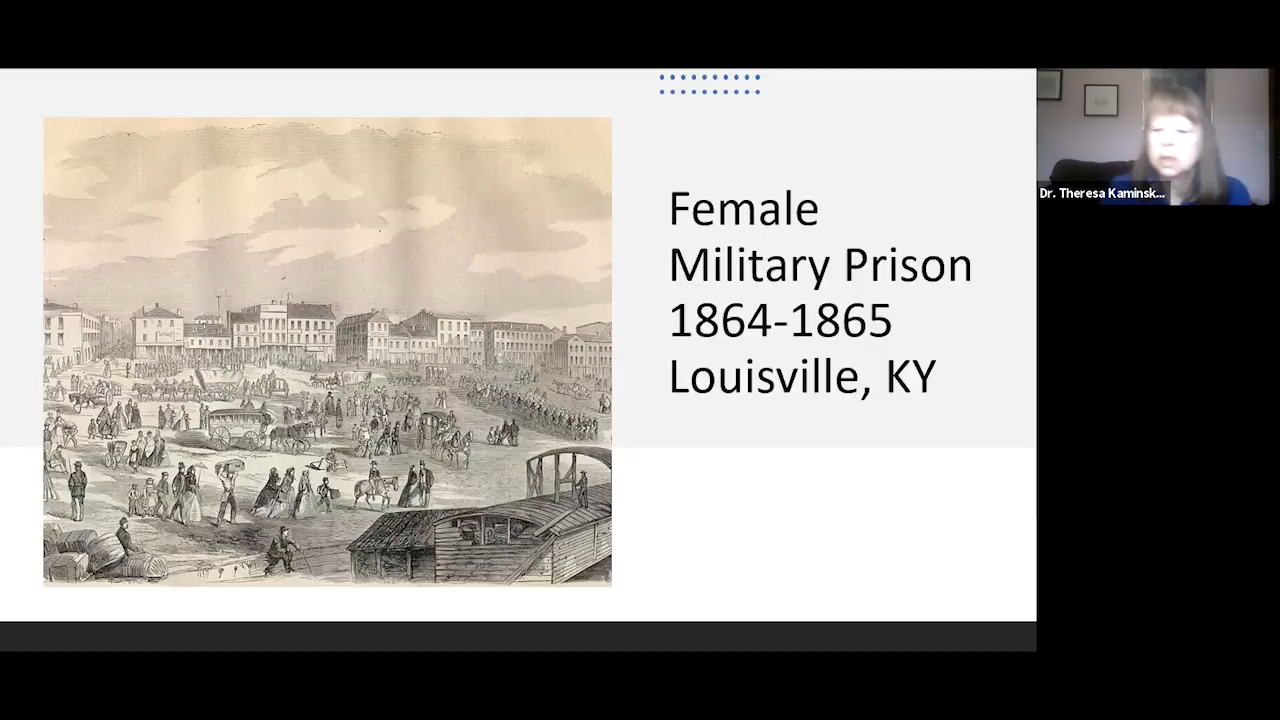 Female
Military Prison
1864-1865
Louisville, KY
Dr. Theresa Kaminsk...